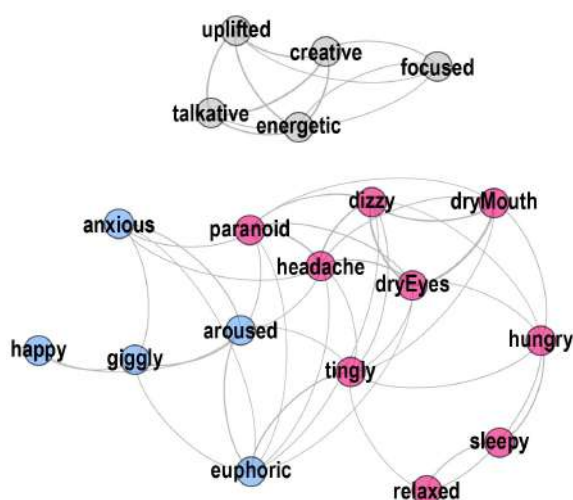 uplifted
creative
focused
talkative
energetic
dizzy
dryMouth
anxious
paranoid
headache
dryEyes
aroused
happy
giggly
hungry
tingly
sleepy
euphoric
relaxed